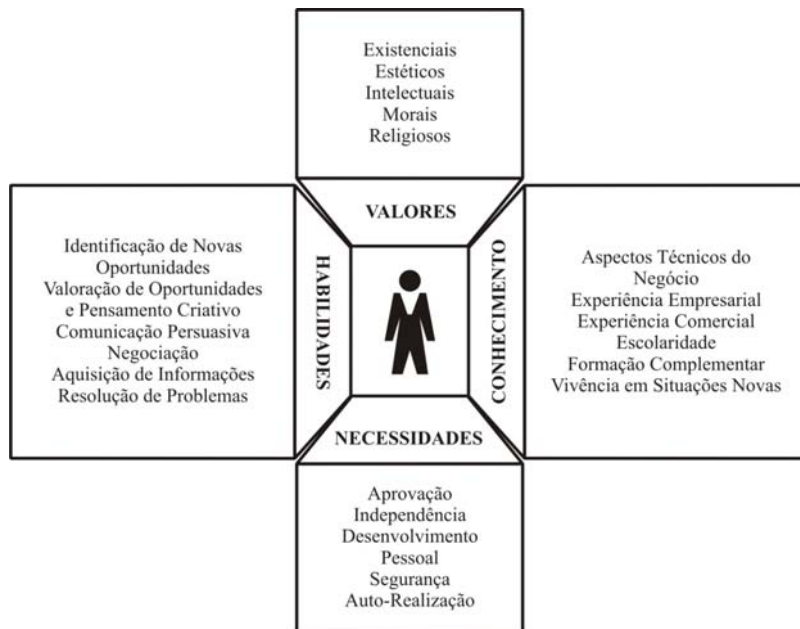 Existenciais
Estéticos
Intelectuais
Morais
Religiosos
VALORES
Identificação de Novas
Oportunidades
Valoração de Oportunidades
e Pensamento Criativo
Comunicação Persuasiva
Negociação
Aquisição de Informações
Resolução de Problemas
HABILIDADES
CONHECIMENTO
Aspectos Técnicos do
Negócio
Experiência Empresarial
Experiência Comercial
Escolaridade
Formação Complementar
Vivência em Situações Novas
NECESSIDADES
Aprovação
Independência
Desenvolvimento
Pessoal
Segurança
Auto-Realização